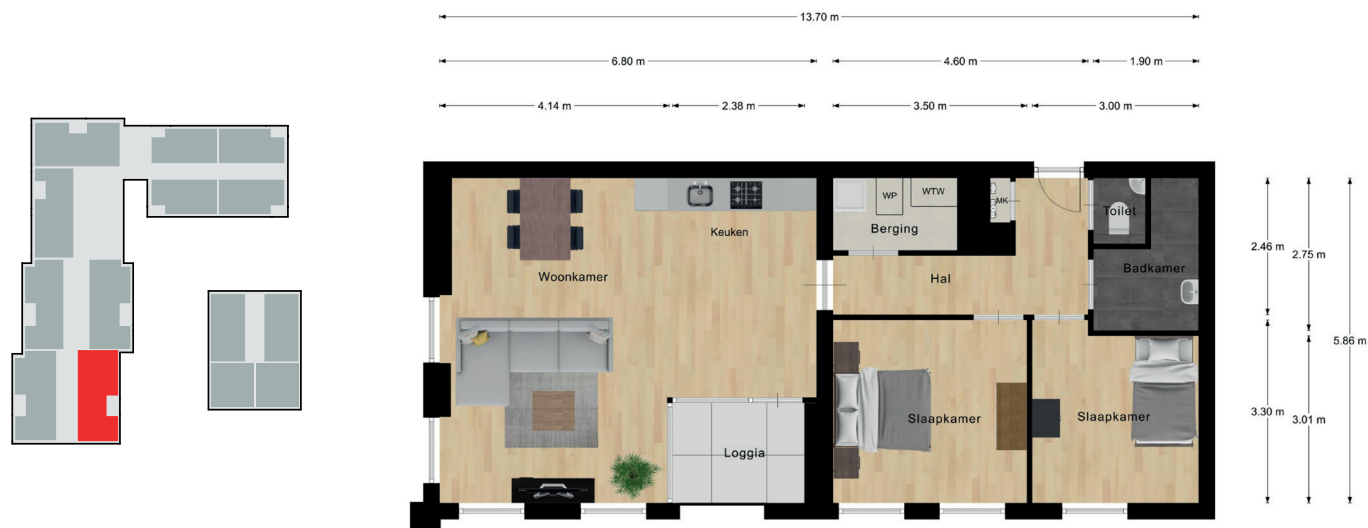 13.70 m
6.80 m
4.60 m
1.90 m
4.14 m
2.38 m
3.50 m
3.00 m
WP
WTW
MK
Toilet
Berging
Keuken
Woonkamer
Hal
Badkamer
2.46 m
2.75 m
5.86 m
3.30 m
3.01 m
Slaapkamer
Slaapkamer
Loggia